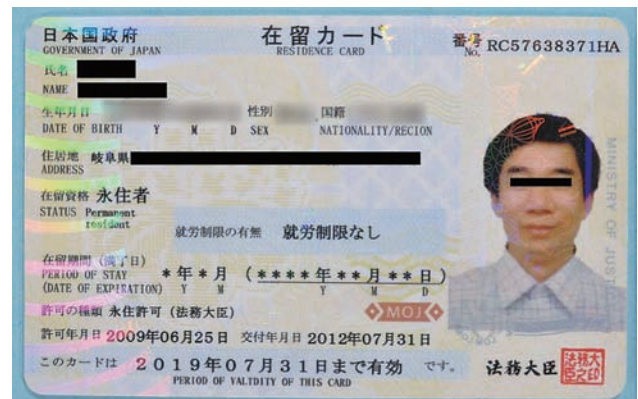 日本国政府 在留カード 番号
GOVERNMENT OF JAPAN RESIDENCE CARD No. RC57638371HA
氏名
NAME
生年月日 性別 国籍
DATE OF BIRTH Y M D SEX NATIONALITY/RECION
住居地 岐阜県
ADDRESS
在留資格 永住者
STATUS Permanent
resident
就労制限の有無 就労制限なし
在留期間(満了日)
PERIOD OF STAY *年*月 (****年**月**日)
(DATE OF EXPIRATION) Y M Y M D
許可の種類 永住許可(法務大臣) MOJ
許可年月日 2009年06月25日 交付年月日 2012年07月31日
このカードは 2019年07月31日まで有効 です。 法務大臣
PERIOD OF VALTDITY OF THIS CARD
MINISTRY OF JUSTICE